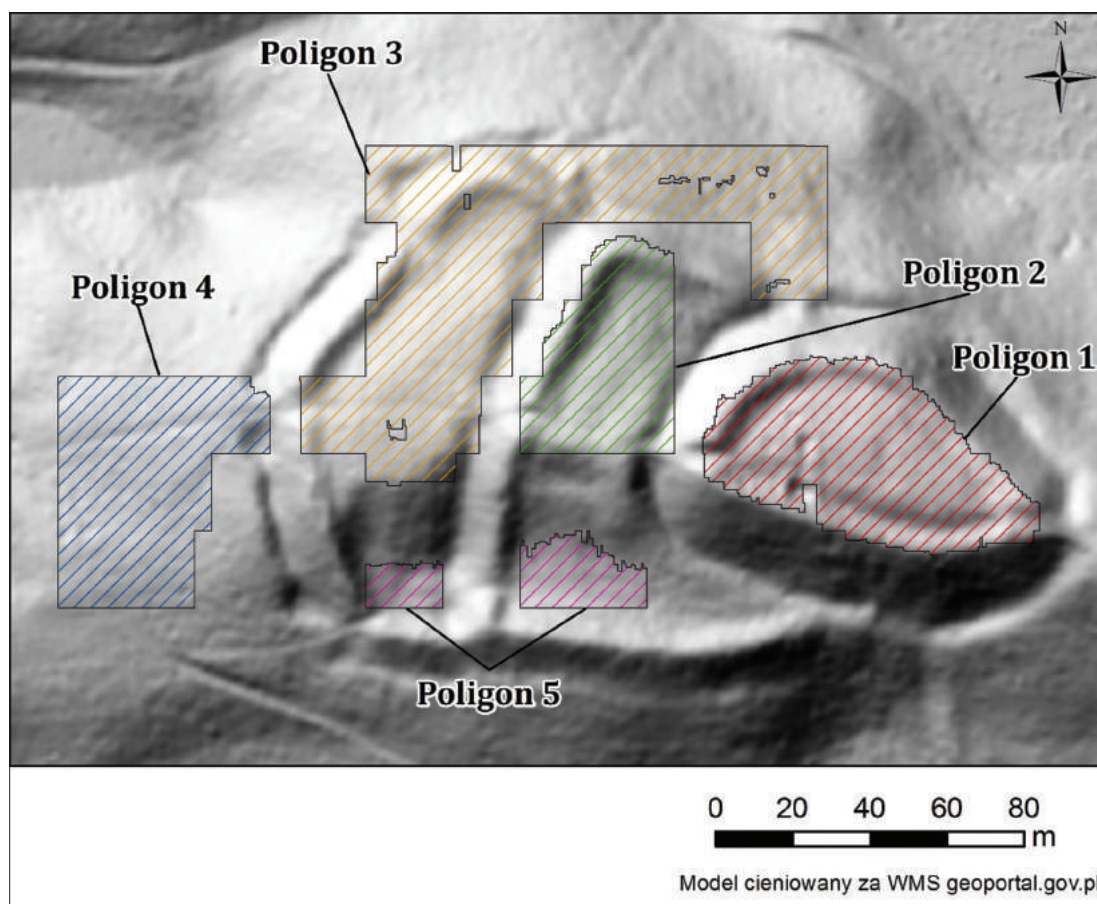 N
Poligon 3
Poligon 4
Poligon 2
Poligon 1
Poligon 5
0 20 40 60 80
m
Model cieniowany za WMS geoportal.gov.pl